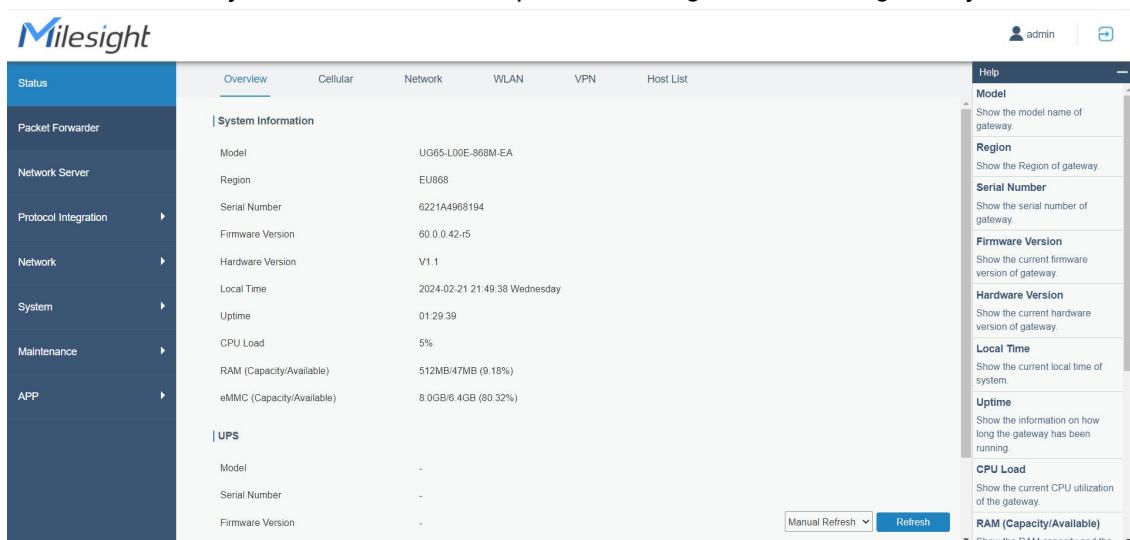 Milesight
admin
Status
Packet Forwarder
Network Server
Protocol Integration
Network
System
Maintenance
APP
Overview Cellular Network WLAN VPN Host List
System Information
Model UG65-L00E-868M-EA
Region EU868
Serial Number 6221A4968194
Firmware Version 60.0.0.42-r5
Hardware Version V1.1
Local Time 2024-02-21 21:49:38 Wednesday
Uptime 01:29:39
CPU Load 5%
RAM (Capacity/Available) 512MB/47MB (9.18%)
eMMC (Capacity/Available) 8.0GB/6.4GB (80.32%)
UPS
Model -
Serial Number -
Firmware Version -
Manual Refresh Refresh
Help
Model
Show the model name of
gateway.
Region
Show the Region of gateway.
Serial Number
Show the serial number of
gateway.
Firmware Version
Show the current firmware
version of gateway.
Hardware Version
Show the current hardware
version of gateway.
Local Time
Show the current local time of
system.
Uptime
Show the information on how
long the gateway has been
running.
CPU Load
Show the current CPU utilization
of the gateway.
RAM (Capacity/Available)